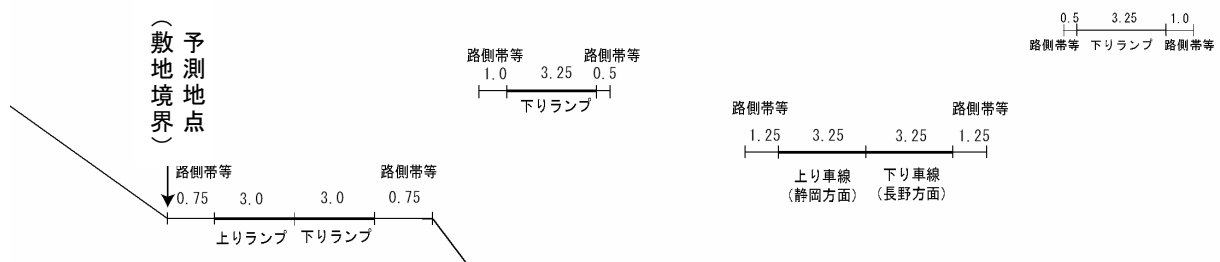 予測地点
（敷地境界）
路側帯等 路側帯等
0.75 3.0 3.0 0.75
上りランプ 下りランプ
路側帯等 路側帯等
1.0 3.25 0.5
下りランプ
路側帯等 路側帯等
1.25 3.25 3.25 1.25
上り車線 下り車線
（静岡方面） （長野方面）
0.5 3.25 1.0
路側帯等 下りランプ 路側帯等